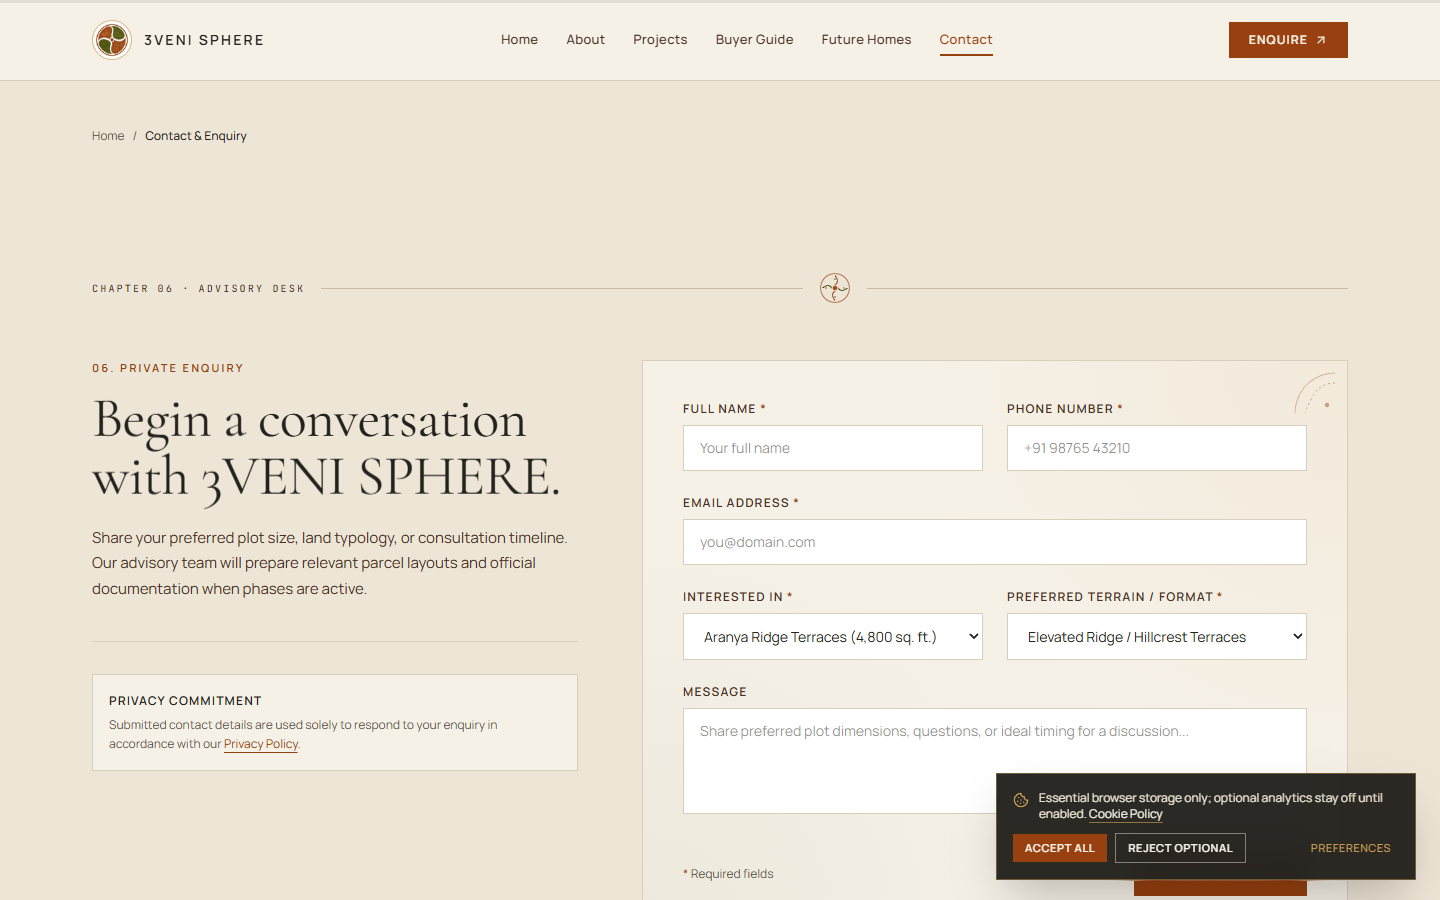 3VENI SPHERE
Home
About
Projects
Buyer Guide
Future Homes
Contact
ENQUIRE
Home / Contact & Enquiry
CHAPTER 06 · ADVISORY DESK
06. PRIVATE ENQUIRY
Begin a conversation
with 3VENI SPHERE.
Share your preferred plot size, land typology, or consultation timeline.
Our advisory team will prepare relevant parcel layouts and official
documentation when phases are active.
PRIVACY COMMITMENT
Submitted contact details are used solely to respond to your enquiry in
accordance with our Privacy Policy.
FULL NAME *
PHONE NUMBER *
Your full name
+91 98765 43210
EMAIL ADDRESS *
you@domain.com
INTERESTED IN *
PREFERRED TERRAIN / FORMAT *
Aranya Ridge Terraces (4,800 sq. ft.)
Elevated Ridge / Hillcrest Terraces
MESSAGE
Share preferred plot dimensions, questions, or ideal timing for a discussion...
* Required fields
Essential browser storage only; optional analytics stay off until
enabled. Cookie Policy
ACCEPT ALL
REJECT OPTIONAL
PREFERENCES